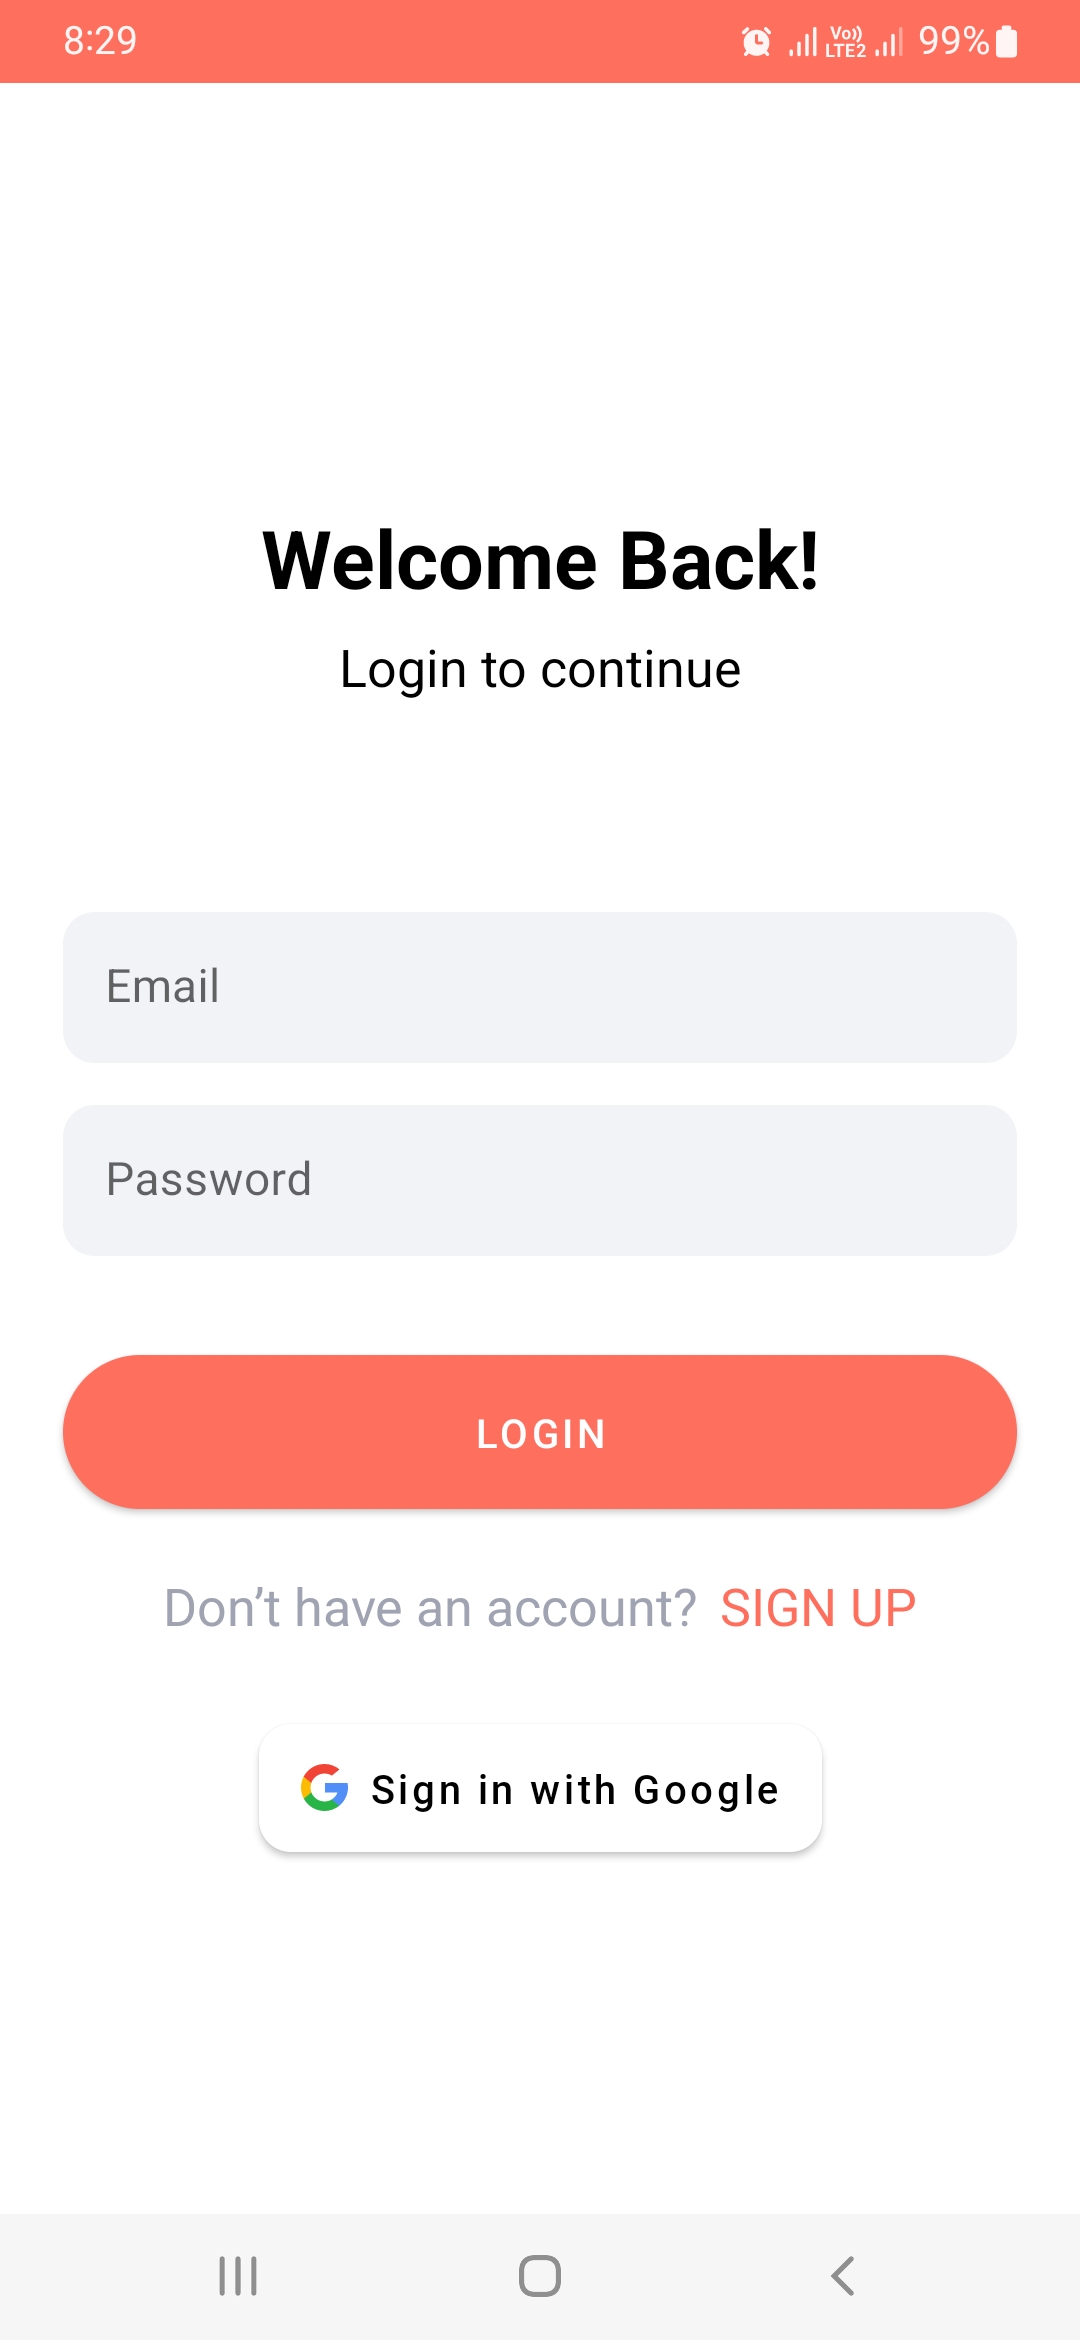 8:29 Vo)) LTE2 99%
Welcome Back!
Login to continue
Email
Password
LOGIN
Don’t have an account? SIGN UP
Sign in with Google